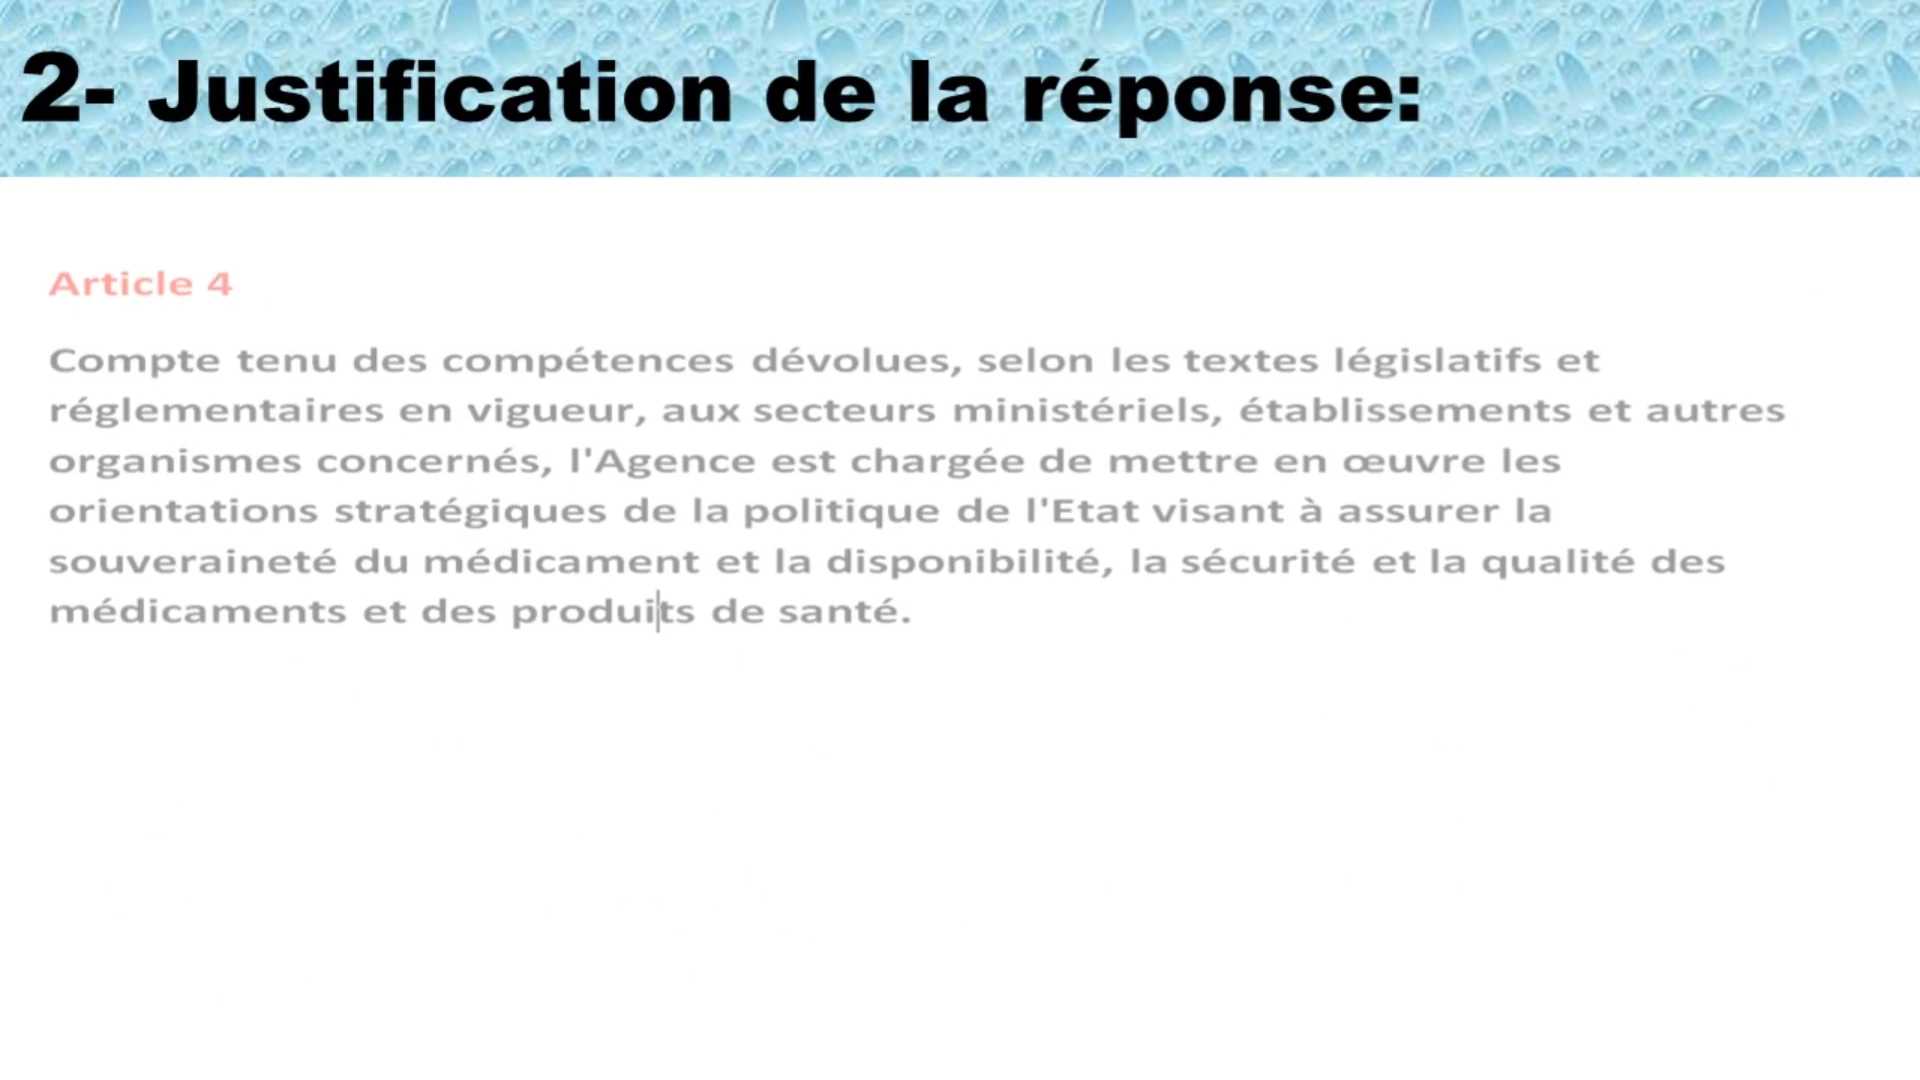 2- Justification de la réponse:
Article 4
Compte tenu des compétences dévolues, selon les textes législatifs et
réglementaires en vigueur, aux secteurs ministériels, établissements et autres
organismes concernés, l'Agence est chargée de mettre en œuvre les
orientations stratégiques de la politique de l'Etat visant à assurer la
souveraineté du médicament et la disponibilité, la sécurité et la qualité des
médicaments et des produits de santé.